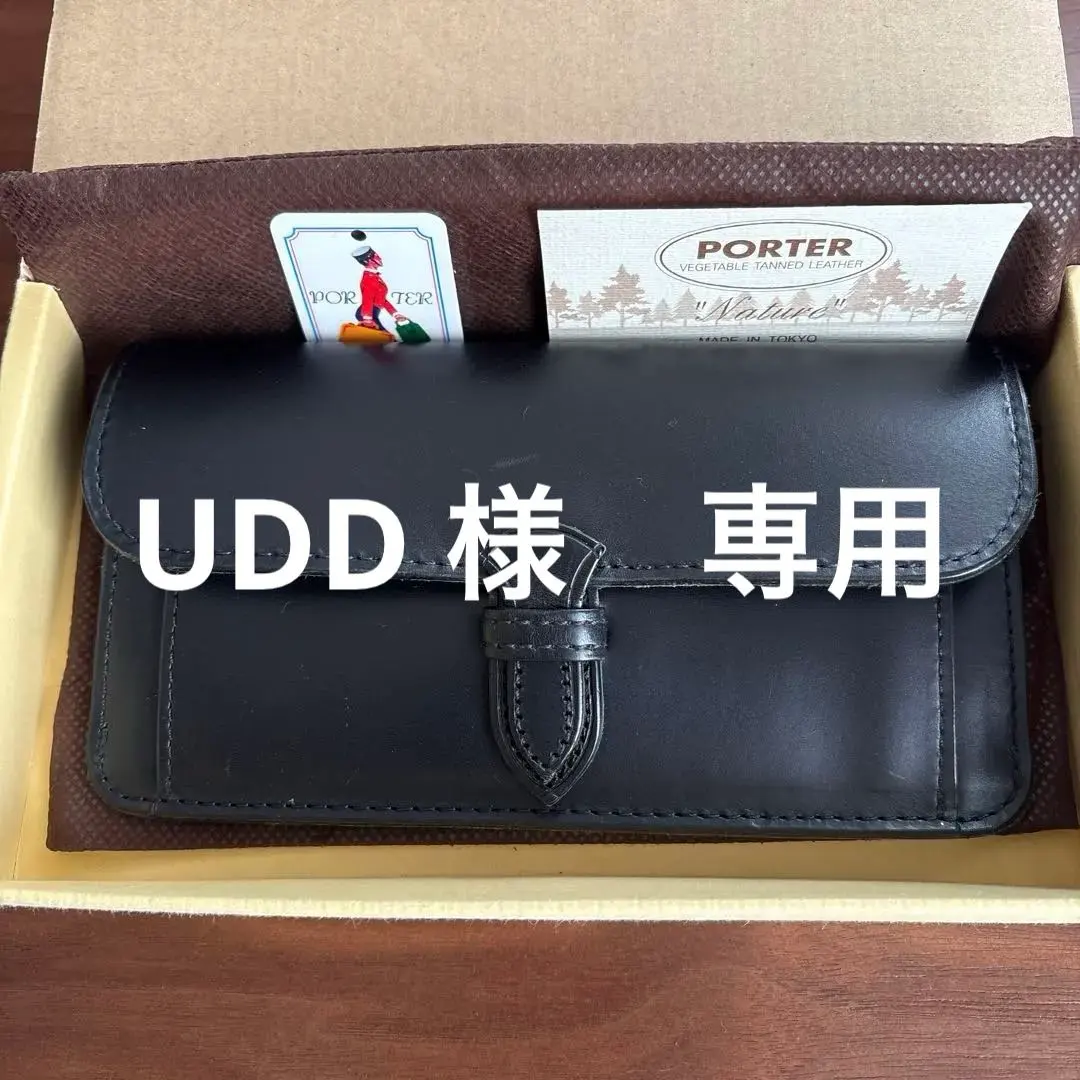 PORTER
PORTER
VEGETABLE TANNED LEATHER
"Nature"
MADE IN TOKYO
UDD 様　専用